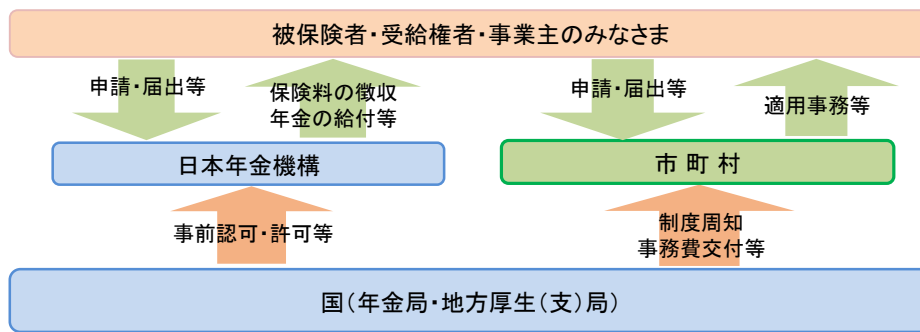 被保険者・受給権者・事業主のみなさま
申請・届出等
保険料の徴収
年金の給付等
申請・届出等
適用事務等
日本年金機構
市 町 村
事前認可・許可等
制度周知
事務費交付等
国(年金局・地方厚生(支)局)